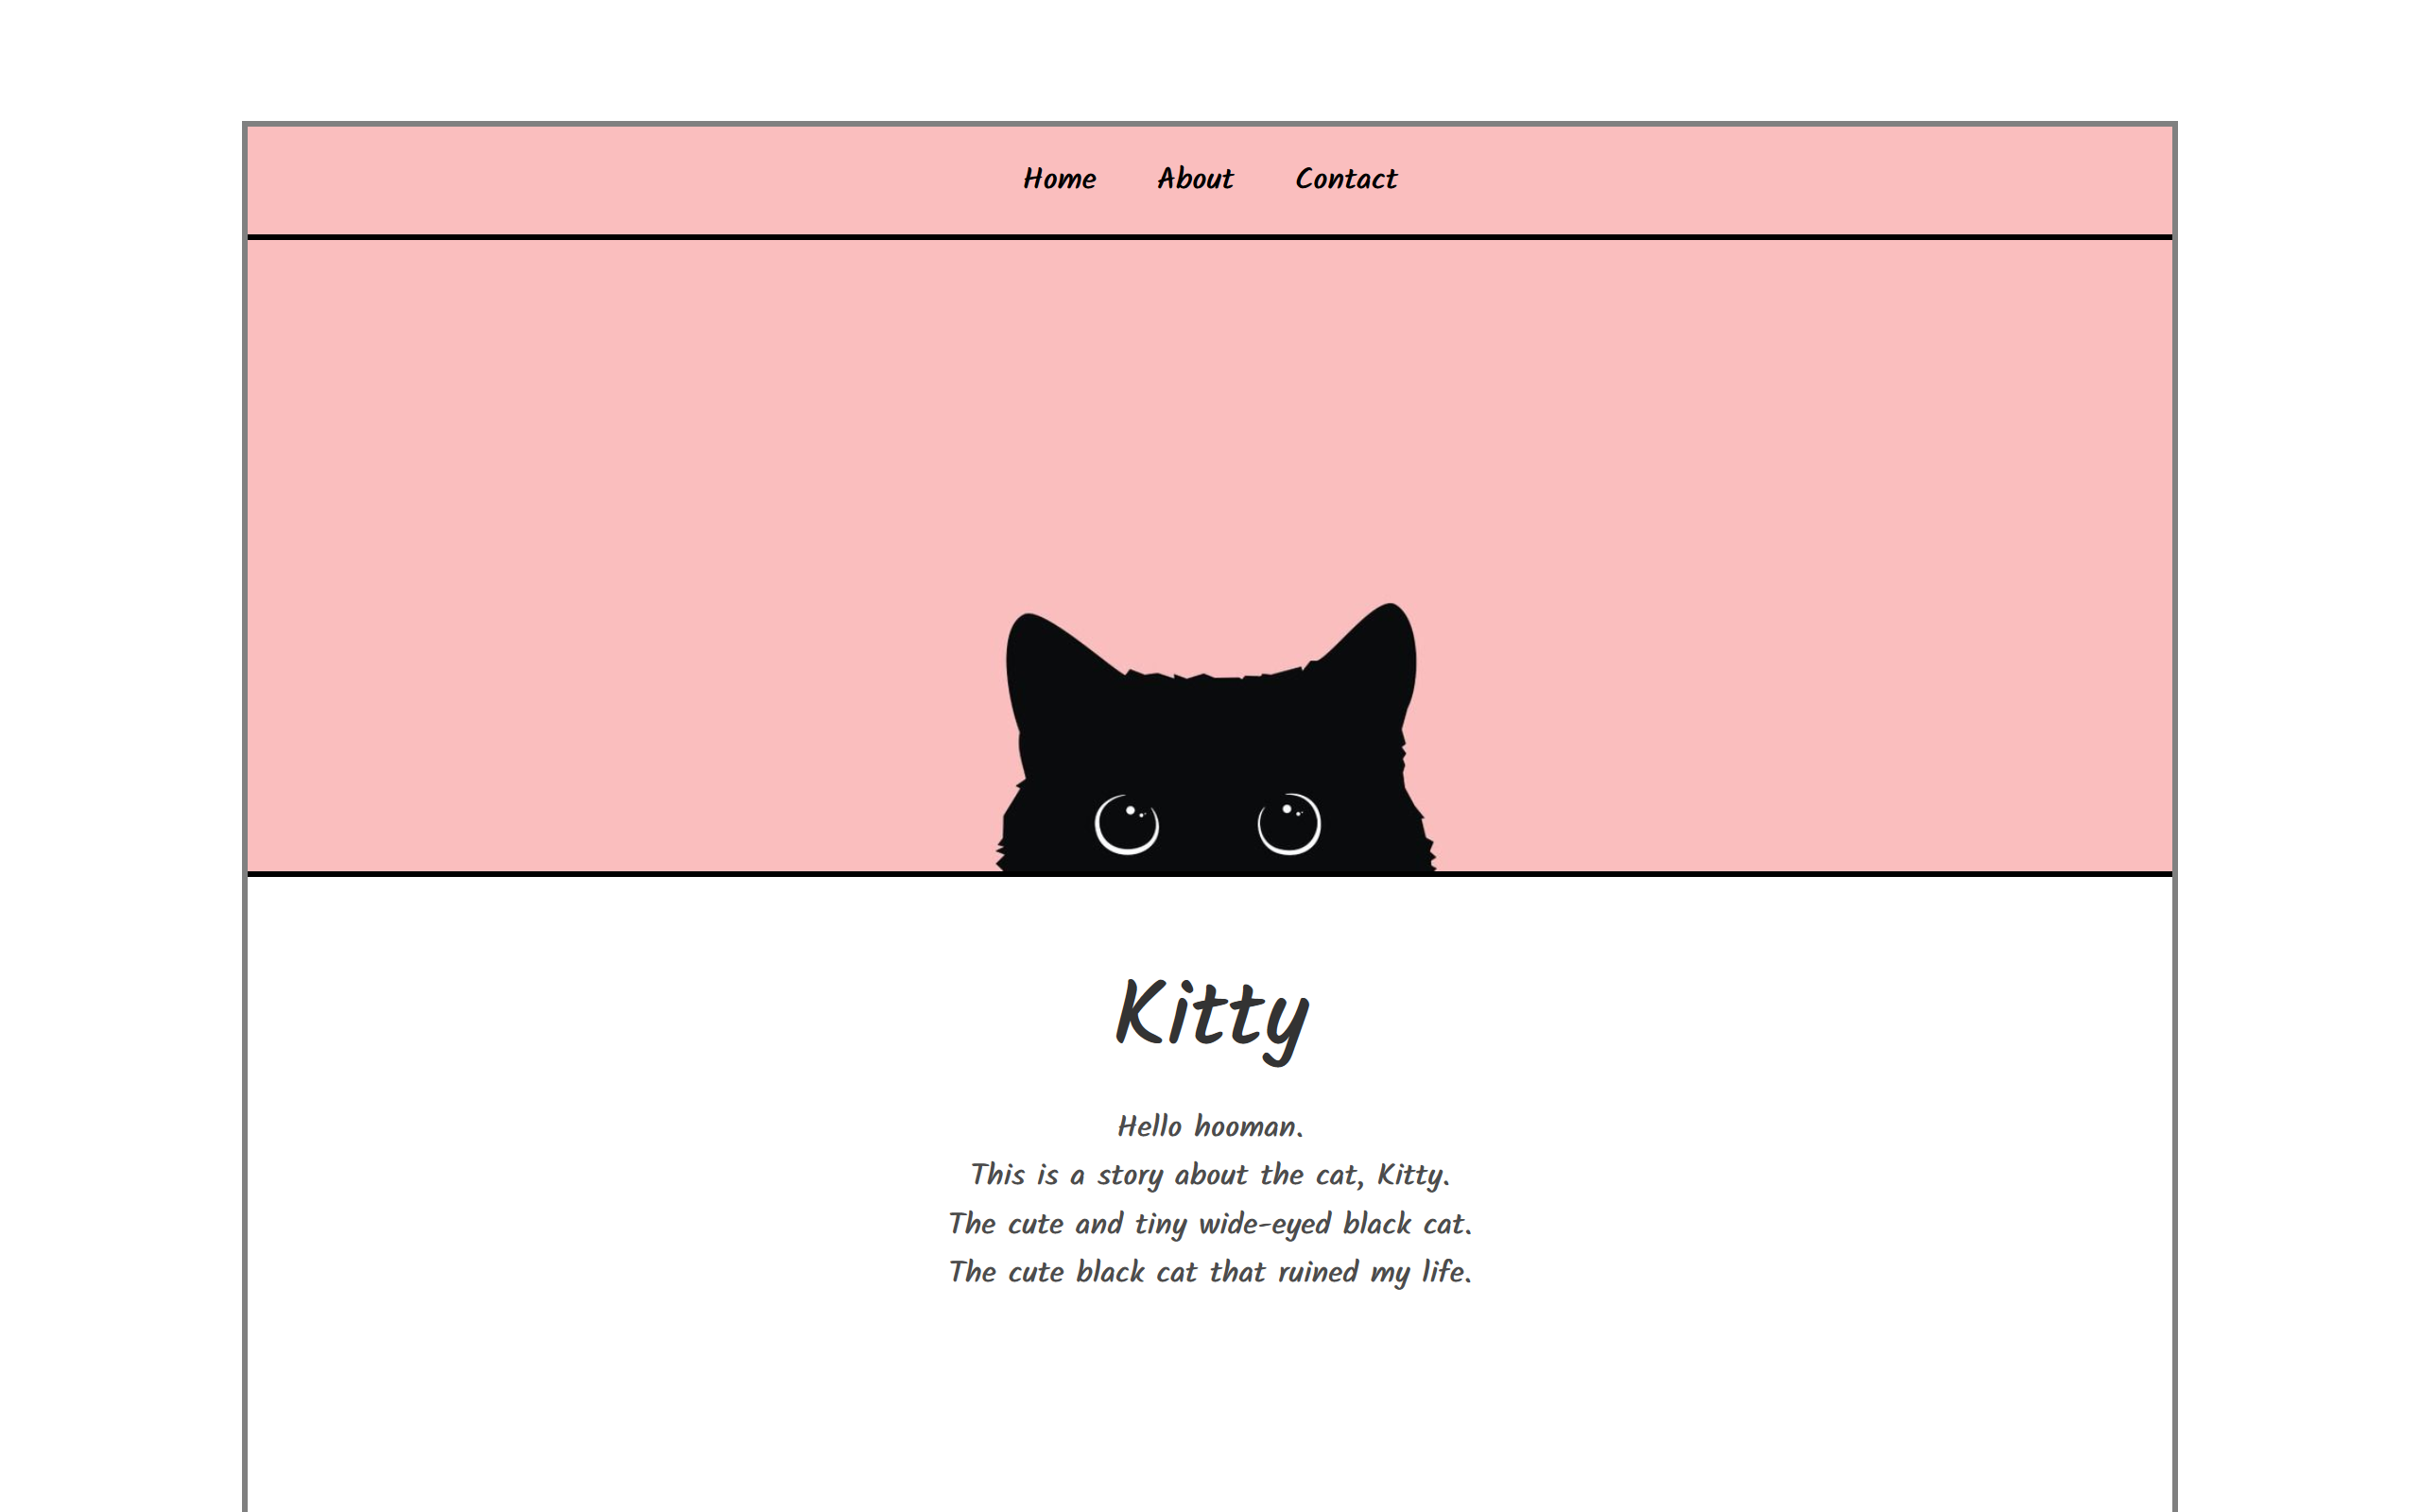 Home About Contact
Kitty
Hello hooman.
This is a story about the cat, Kitty.
The cute and tiny wide-eyed black cat.
The cute black cat that ruined my life.